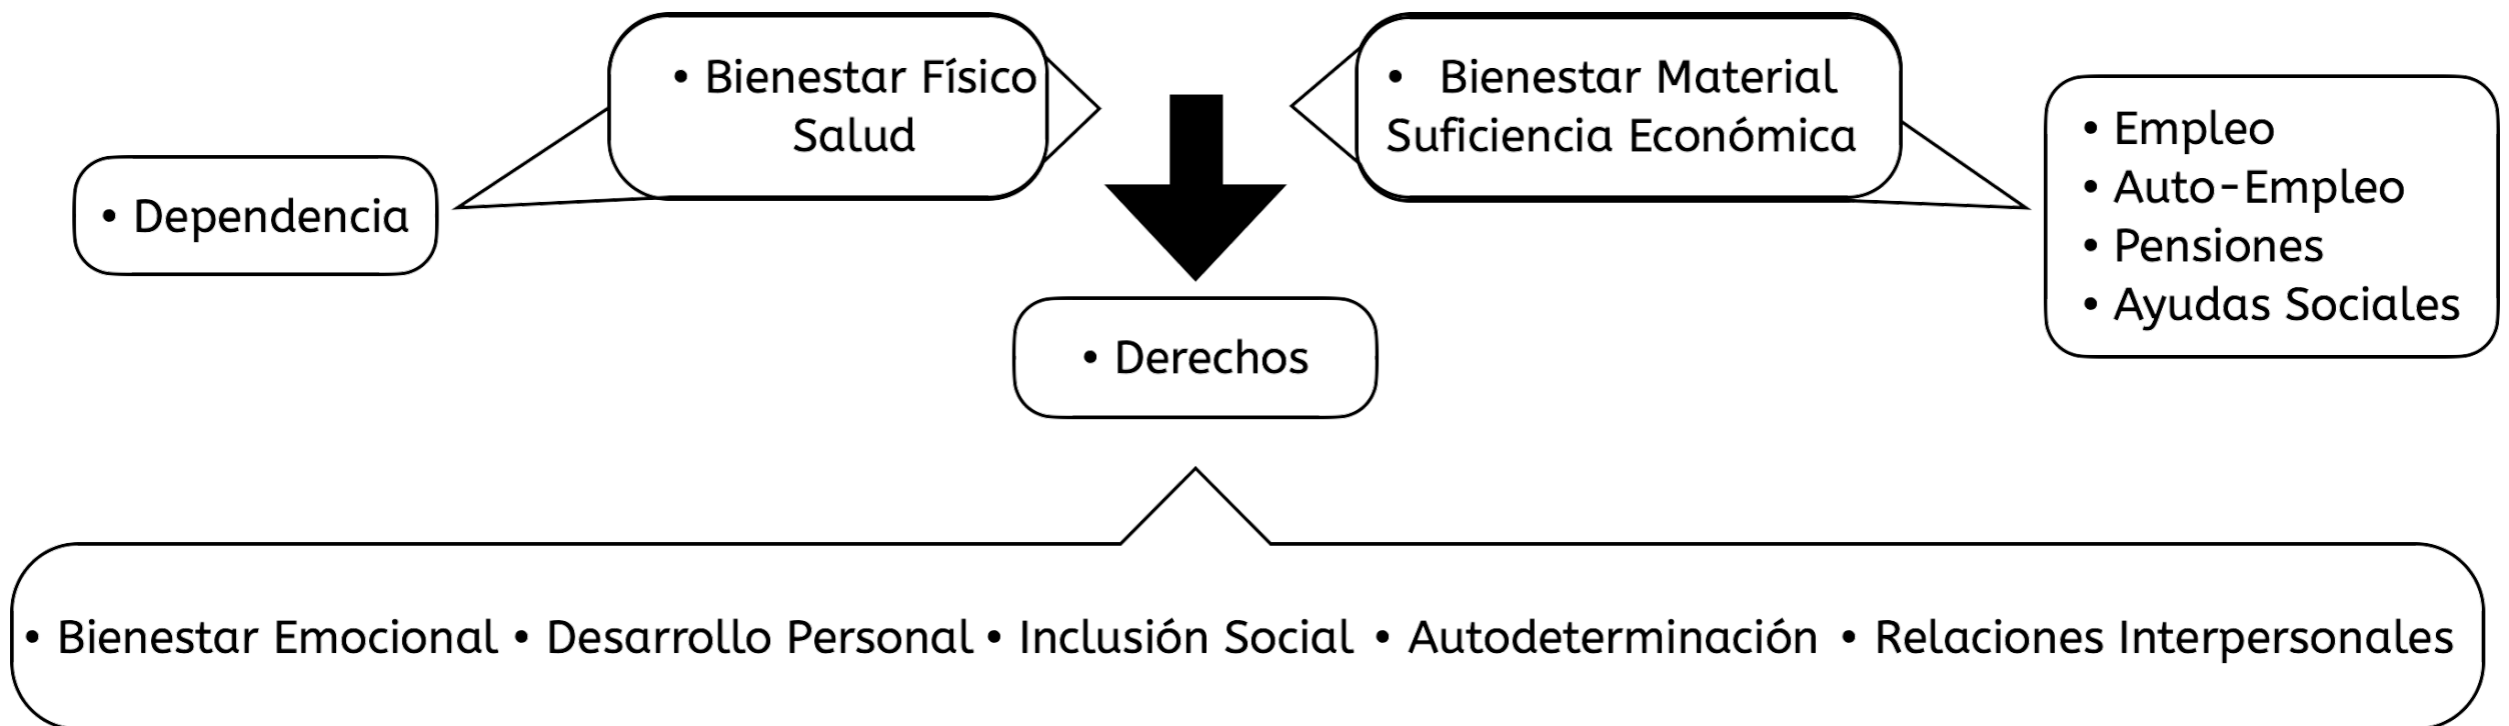 • Bienestar Físico
Salud
• Bienestar Material
Suficiencia Económica
• Dependencia
• Empleo
• Auto-Empleo
• Pensiones
• Ayudas Sociales
• Derechos
• Bienestar Emocional • Desarrollo Personal • Inclusión Social • Autodeterminación • Relaciones Interpersonales